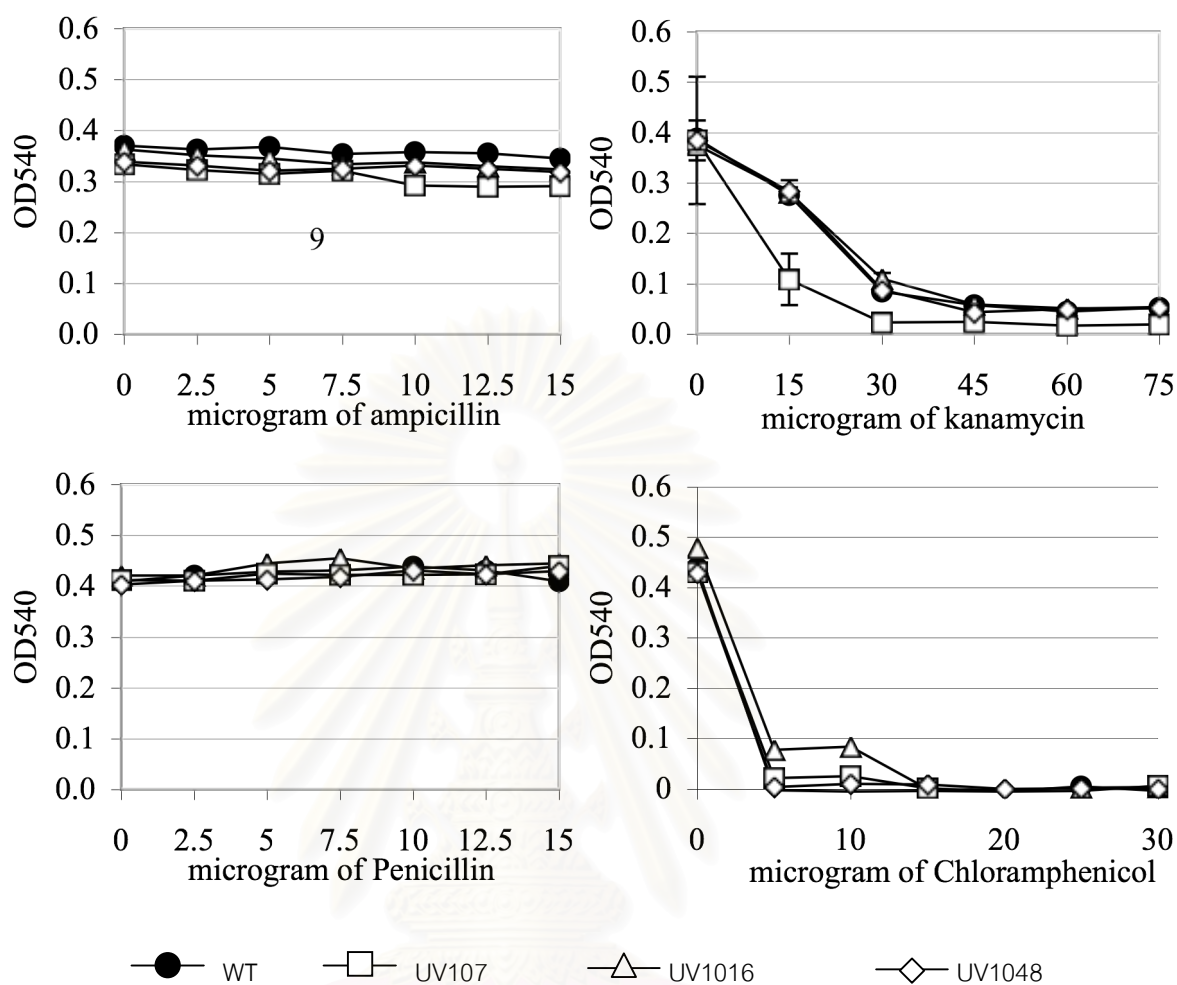 0.6
0.5
0.4
0.3
0.2
0.1
0.0
OD540
9
0 2.5 5 7.5 10 12.5 15
microgram of ampicillin
0.6
0.5
0.4
0.3
0.2
0.1
0.0
OD540
0 15 30 45 60 75
microgram of kanamycin
0.6
0.5
0.4
0.3
0.2
0.1
0.0
OD540
0 2.5 5 7.5 10 12.5 15
microgram of Penicillin
0.6
0.5
0.4
0.3
0.2
0.1
0
OD540
0 10 20 30
microgram of Chloramphenicol
WT UV107 UV1016 UV1048